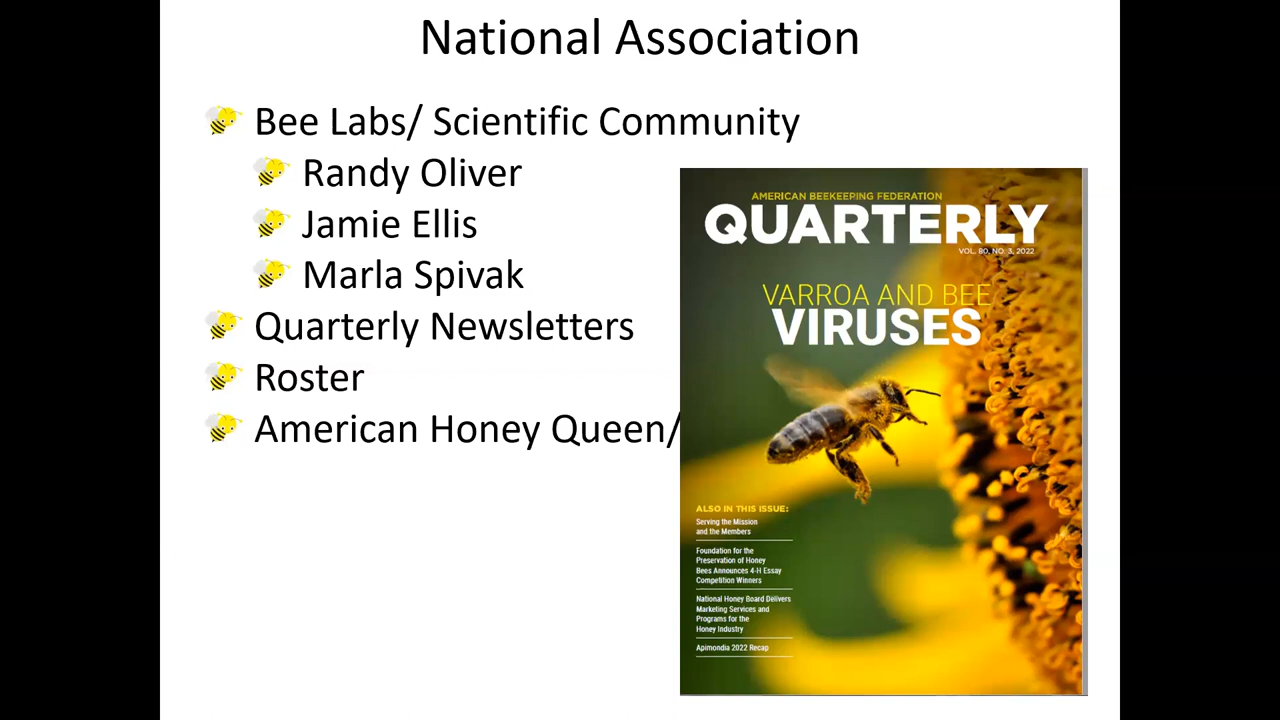 National Association
Bee Labs/ Scientific Community
Randy Oliver
Jamie Ellis
Marla Spivak
Quarterly Newsletters
Roster
American Honey Queen/
AMERICAN BEEKEEPING FEDERATION
QUARTERLY
VOL. 80, NO. 3, 2022
VARROA AND BEE
VIRUSES
ALSO IN THIS ISSUE:
Serving the Mission
and the Members
Foundation for the
Preservation of Honey
Bees Announces 4-H Essay
Competition Winners
National Honey Board Delivers
Marketing Services and
Programs for the
Honey Industry
Apimondia 2022 Recap